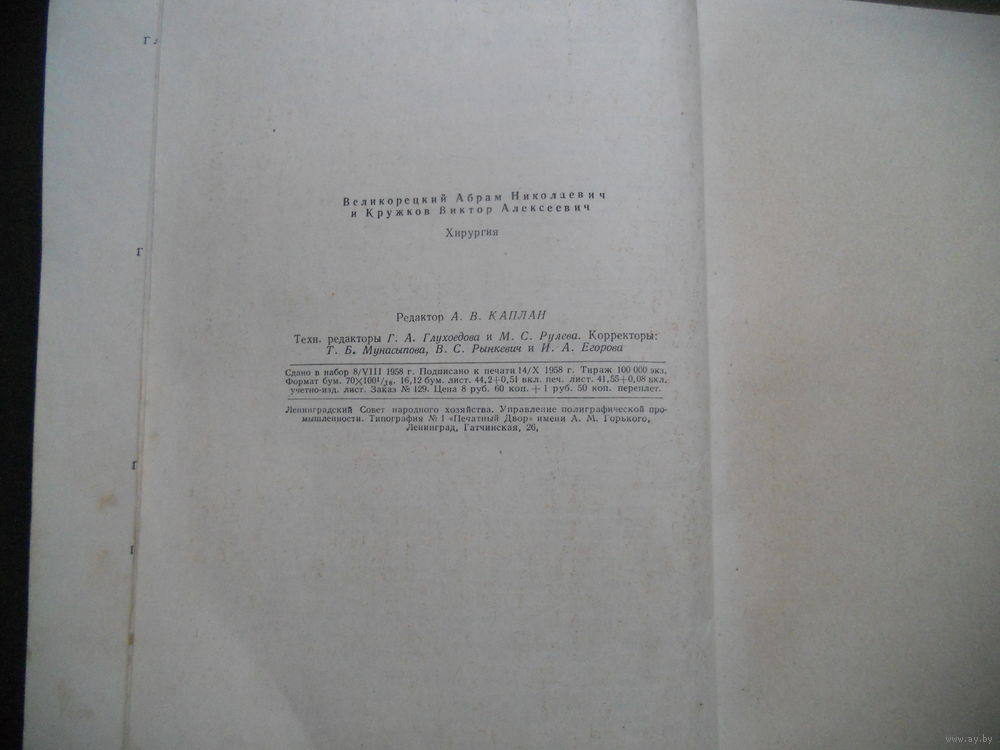 Великорецкий Абрам Николаевич
и Кружков Виктор Алексеевич
Хирургия
Редактор А. В. КАПЛАН
Техн. редакторы Г. А. Глухоедова и М. С. Рулева. Корректоры:
Т. Б. Мунасыпова, В. С. Рынкевич и И. А. Егорова
Сдано в набор 8/VIII 1958 г. Подписано к печати 14/X 1958 г. Тираж 100 000 экз.
Формат бум. 70×100¹/₁₆. 16,12 бум. лист. 44,2+0,51 вкл. печ. лист. 41,55+0,08 вкл.
учетно-изд. лист. Заказ № 129. Цена 8 руб. 60 коп. + 1 руб. 50 коп. переплет.
Ленинградский Совет народного хозяйства. Управление полиграфической про-
мышленности. Типография № 1 «Печатный Двор» имени А. М. Горького,
Ленинград, Гатчинская, 26,
www.ay.by